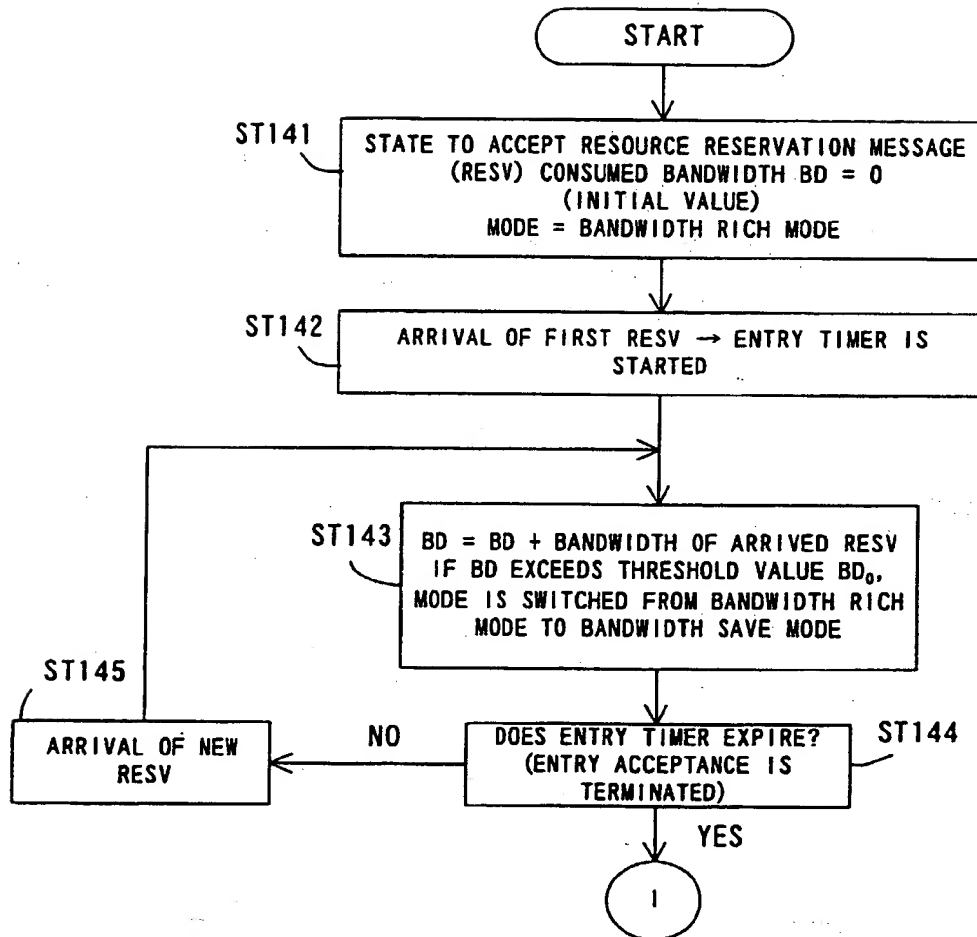 START
ST141
STATE TO ACCEPT RESOURCE RESERVATION MESSAGE
(RESV) CONSUMED BANDWIDTH BD = 0
(INITIAL VALUE)
MODE = BANDWIDTH RICH MODE
ST142
ARRIVAL OF FIRST RESV → ENTRY TIMER IS
STARTED
ST143
BD = BD + BANDWIDTH OF ARRIVED RESV
IF BD EXCEEDS THRESHOLD VALUE BD₀,
MODE IS SWITCHED FROM BANDWIDTH RICH
MODE TO BANDWIDTH SAVE MODE
ST145
ARRIVAL OF NEW
RESV
NO
DOES ENTRY TIMER EXPIRE?
(ENTRY ACCEPTANCE IS
TERMINATED)
ST144
YES
1